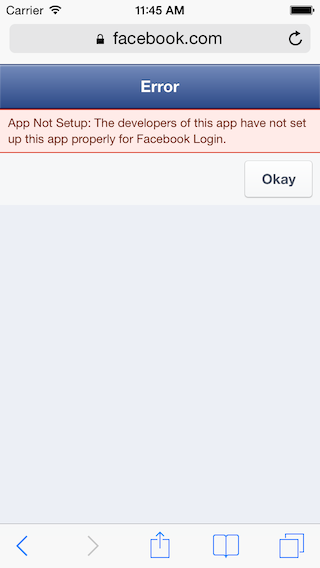 Carrier 11:45 AM
facebook.com
Error
App Not Setup: The developers of this app have not set
up this app properly for Facebook Login.
Okay